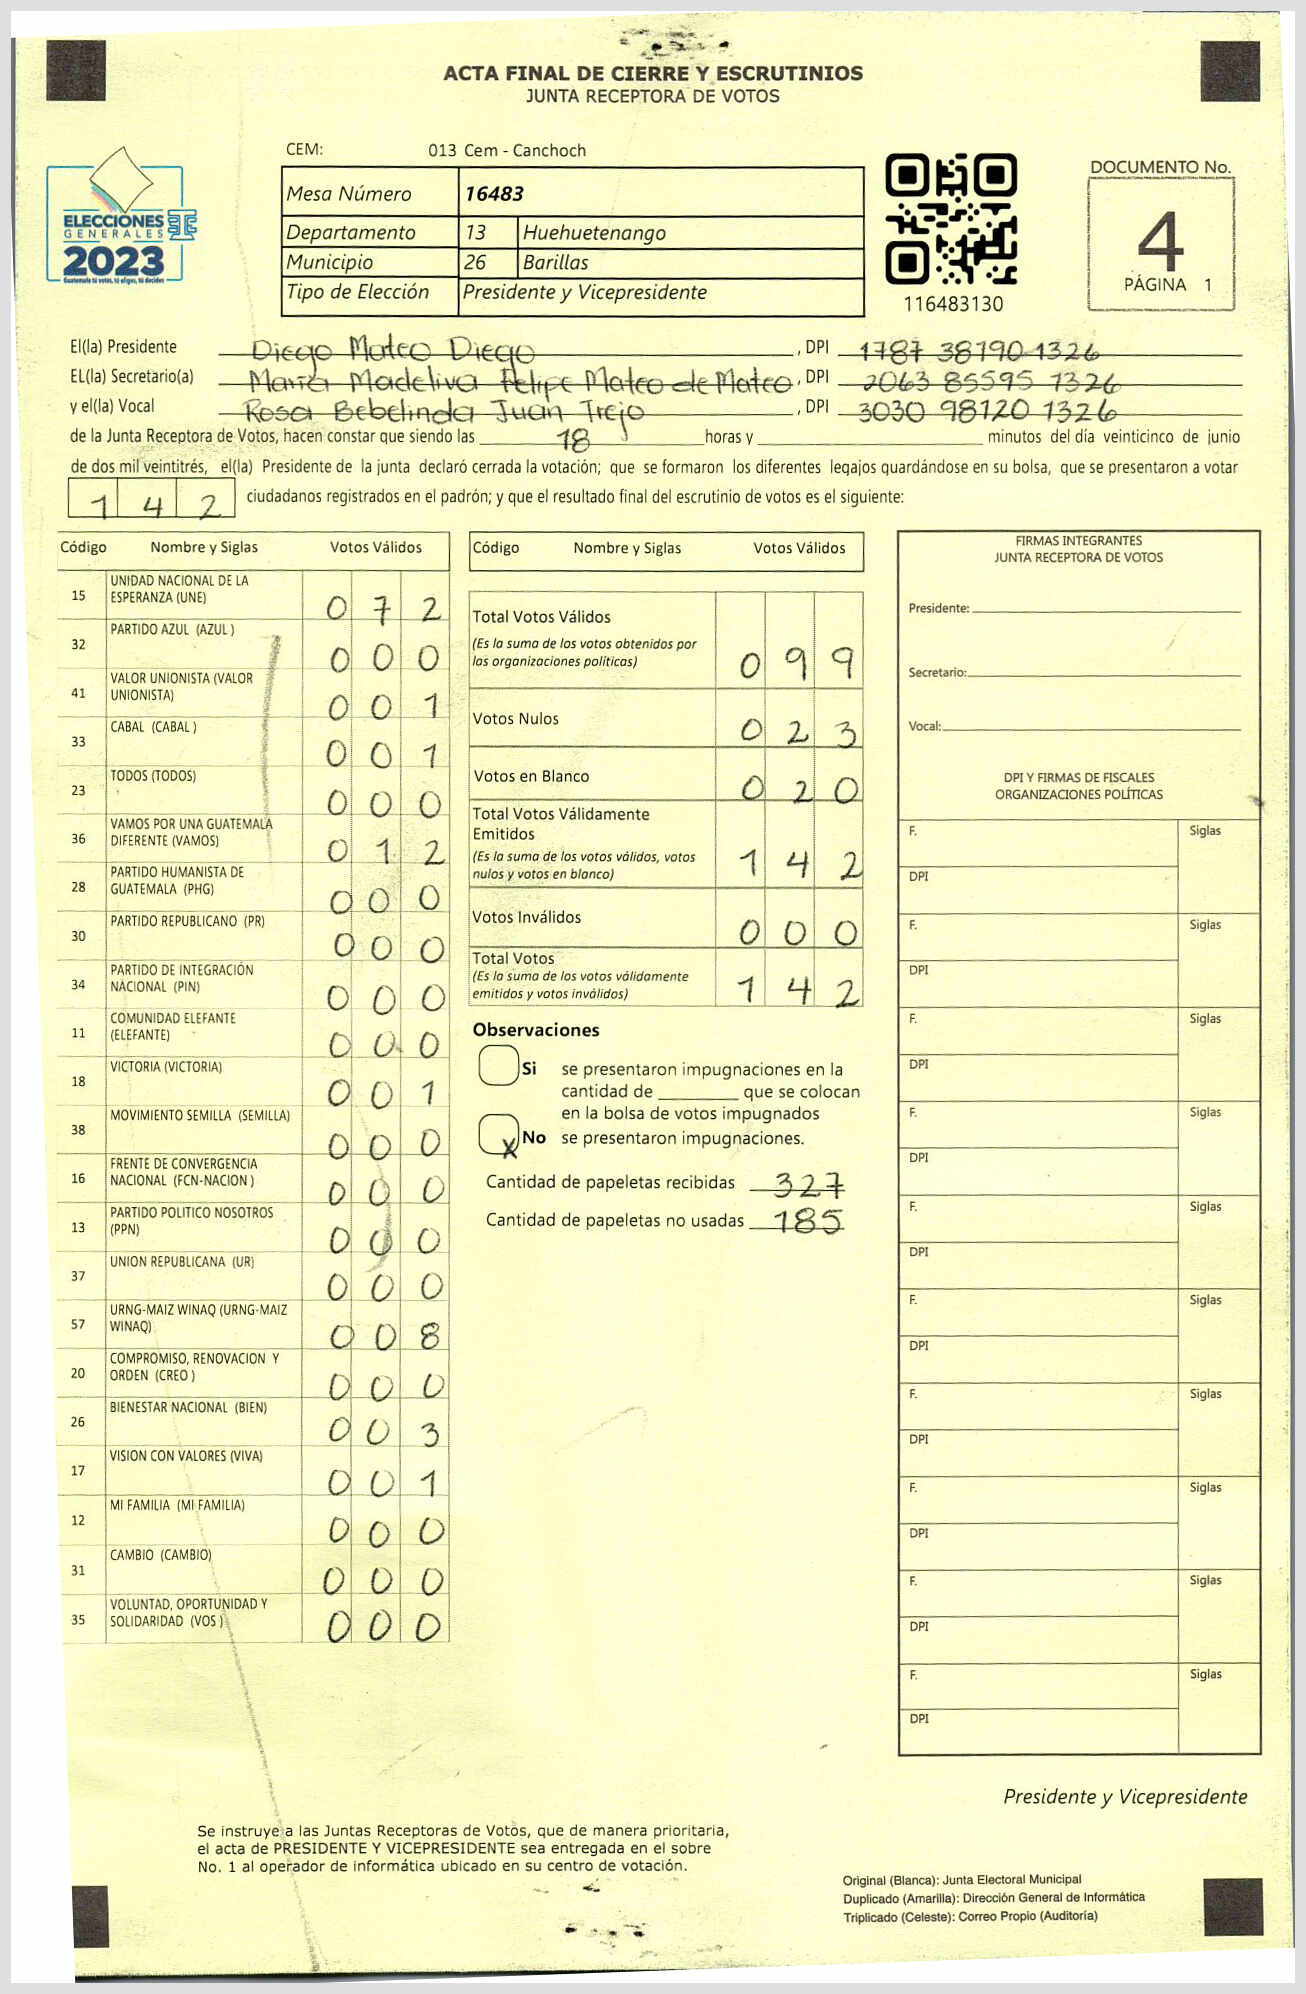 ACTA FINAL DE CIERRE Y ESCRUTINIOS
JUNTA RECEPTORA DE VOTOS
CEM: 013 Cem - Canchoch
ELECCIONES
GENERALES
2023
Guatemala tú votas, tú eliges, tú decides
Mesa Número 16483
Departamento 13 Huehuetenango
Municipio 26 Barillas
Tipo de Elección Presidente y Vicepresidente
116483130
DOCUMENTO No.
4
PÁGINA 1
El(la) Presidente Diego Mateo Diego, DPI 1787 38190 1326
EL(la) Secretario(a) Maria Madeliva Felipe Mateo de Mateo, DPI 2063 85595 1326
y el(la) Vocal Rosa Bebelinda Juan Trejo, DPI 3030 98120 1326
de la Junta Receptora de Votos, hacen constar que siendo las 18 horas y minutos del día veinticinco de junio
de dos mil veintitrés, el(la) Presidente de la junta declaró cerrada la votación; que se formaron los diferentes legajos guardándose en su bolsa, que se presentaron a votar
142 ciudadanos registrados en el padrón; y que el resultado final del escrutinio de votos es el siguiente:
Código Nombre y Siglas Votos Válidos
15 UNIDAD NACIONAL DE LA
ESPERANZA (UNE) 0 7 2
32 PARTIDO AZUL (AZUL ) 0 0 0
41 VALOR UNIONISTA (VALOR
UNIONISTA) 0 0 1
33 CABAL (CABAL ) 0 0 1
23 TODOS (TODOS) 0 0 0
36 VAMOS POR UNA GUATEMALA
DIFERENTE (VAMOS) 0 1 2
28 PARTIDO HUMANISTA DE
GUATEMALA (PHG) 0 0 0
30 PARTIDO REPUBLICANO (PR) 0 0 0
34 PARTIDO DE INTEGRACIÓN
NACIONAL (PIN) 0 0 0
11 COMUNIDAD ELEFANTE
(ELEFANTE) 0 0 0
18 VICTORIA (VICTORIA) 0 0 1
38 MOVIMIENTO SEMILLA (SEMILLA) 0 0 0
16 FRENTE DE CONVERGENCIA
NACIONAL (FCN-NACION ) 0 0 0
13 PARTIDO POLITICO NOSOTROS
(PPN) 0 0 0
37 UNION REPUBLICANA (UR) 0 0 0
57 URNG-MAIZ WINAQ (URNG-MAIZ
WINAQ) 0 0 8
20 COMPROMISO, RENOVACION Y
ORDEN (CREO ) 0 0 0
26 BIENESTAR NACIONAL (BIEN) 0 0 3
17 VISION CON VALORES (VIVA) 0 0 1
12 MI FAMILIA (MI FAMILIA) 0 0 0
31 CAMBIO (CAMBIO) 0 0 0
35 VOLUNTAD, OPORTUNIDAD Y
SOLIDARIDAD (VOS ) 0 0 0
Código Nombre y Siglas Votos Válidos
Total Votos Válidos
(Es la suma de los votos obtenidos por
las organizaciones políticas) 0 9 9
Votos Nulos 0 2 3
Votos en Blanco 0 2 0
Total Votos Válidamente
Emitidos
(Es la suma de los votos válidos, votos
nulos y votos en blanco) 1 4 2
Votos Inválidos 0 0 0
Total Votos
(Es la suma de los votos válidamente
emitidos y votos inválidos) 1 4 2
Observaciones
Si se presentaron impugnaciones en la
cantidad de ________ que se colocan
en la bolsa de votos impugnados
X No se presentaron impugnaciones.
Cantidad de papeletas recibidas 327
Cantidad de papeletas no usadas 185
FIRMAS INTEGRANTES
JUNTA RECEPTORA DE VOTOS
Presidente:
Secretario:
Vocal:
DPI Y FIRMAS DE FISCALES
ORGANIZACIONES POLÍTICAS
F. Siglas
DPI
F. Siglas
DPI
F. Siglas
DPI
F. Siglas
DPI
F. Siglas
DPI
F. Siglas
DPI
F. Siglas
DPI
F. Siglas
DPI
F. Siglas
DPI
F. Siglas
DPI
Presidente y Vicepresidente
Se instruye a las Juntas Receptoras de Votos, que de manera prioritaria,
el acta de PRESIDENTE Y VICEPRESIDENTE sea entregada en el sobre
No. 1 al operador de informática ubicado en su centro de votación.
Original (Blanca): Junta Electoral Municipal
Duplicado (Amarilla): Dirección General de Informática
Triplicado (Celeste): Correo Propio (Auditoría)